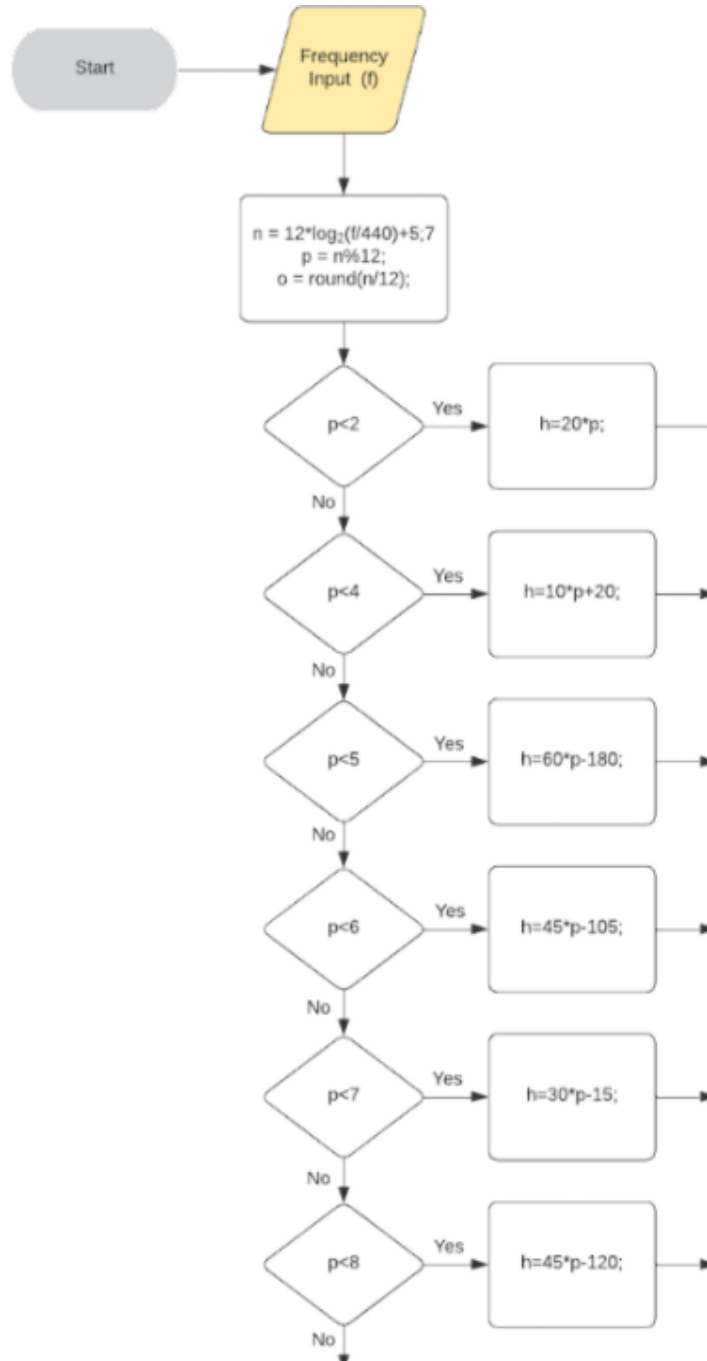 Start
Frequency
Input (f)
n = 12*log₂(f/440)+5;7
p = n%12;
o = round(n/12);
p<2
Yes
h=20*p;
No
p<4
Yes
h=10*p+20;
No
p<5
Yes
h=60*p-180;
No
p<6
Yes
h=45*p-105;
No
p<7
Yes
h=30*p-15;
No
p<8
Yes
h=45*p-120;
No